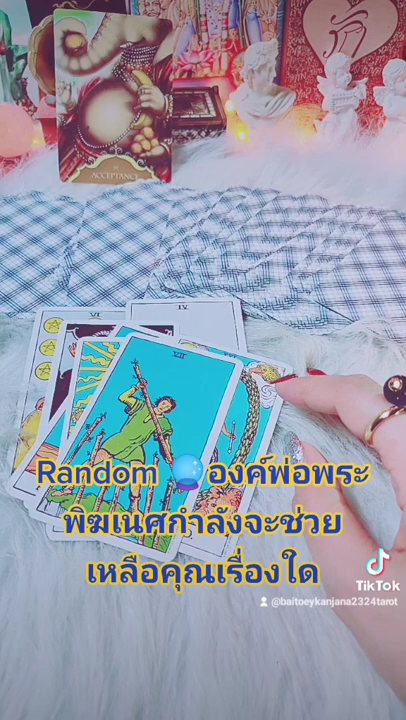 ACCEPTANCY
VI
IV
VII
XVI
Random 🔮องค์พ่อพระ
พิฆเนศกำลังจะช่วย
เหลือคุณเรื่องใด
TikTok
@baitoeykanjana2324tarot